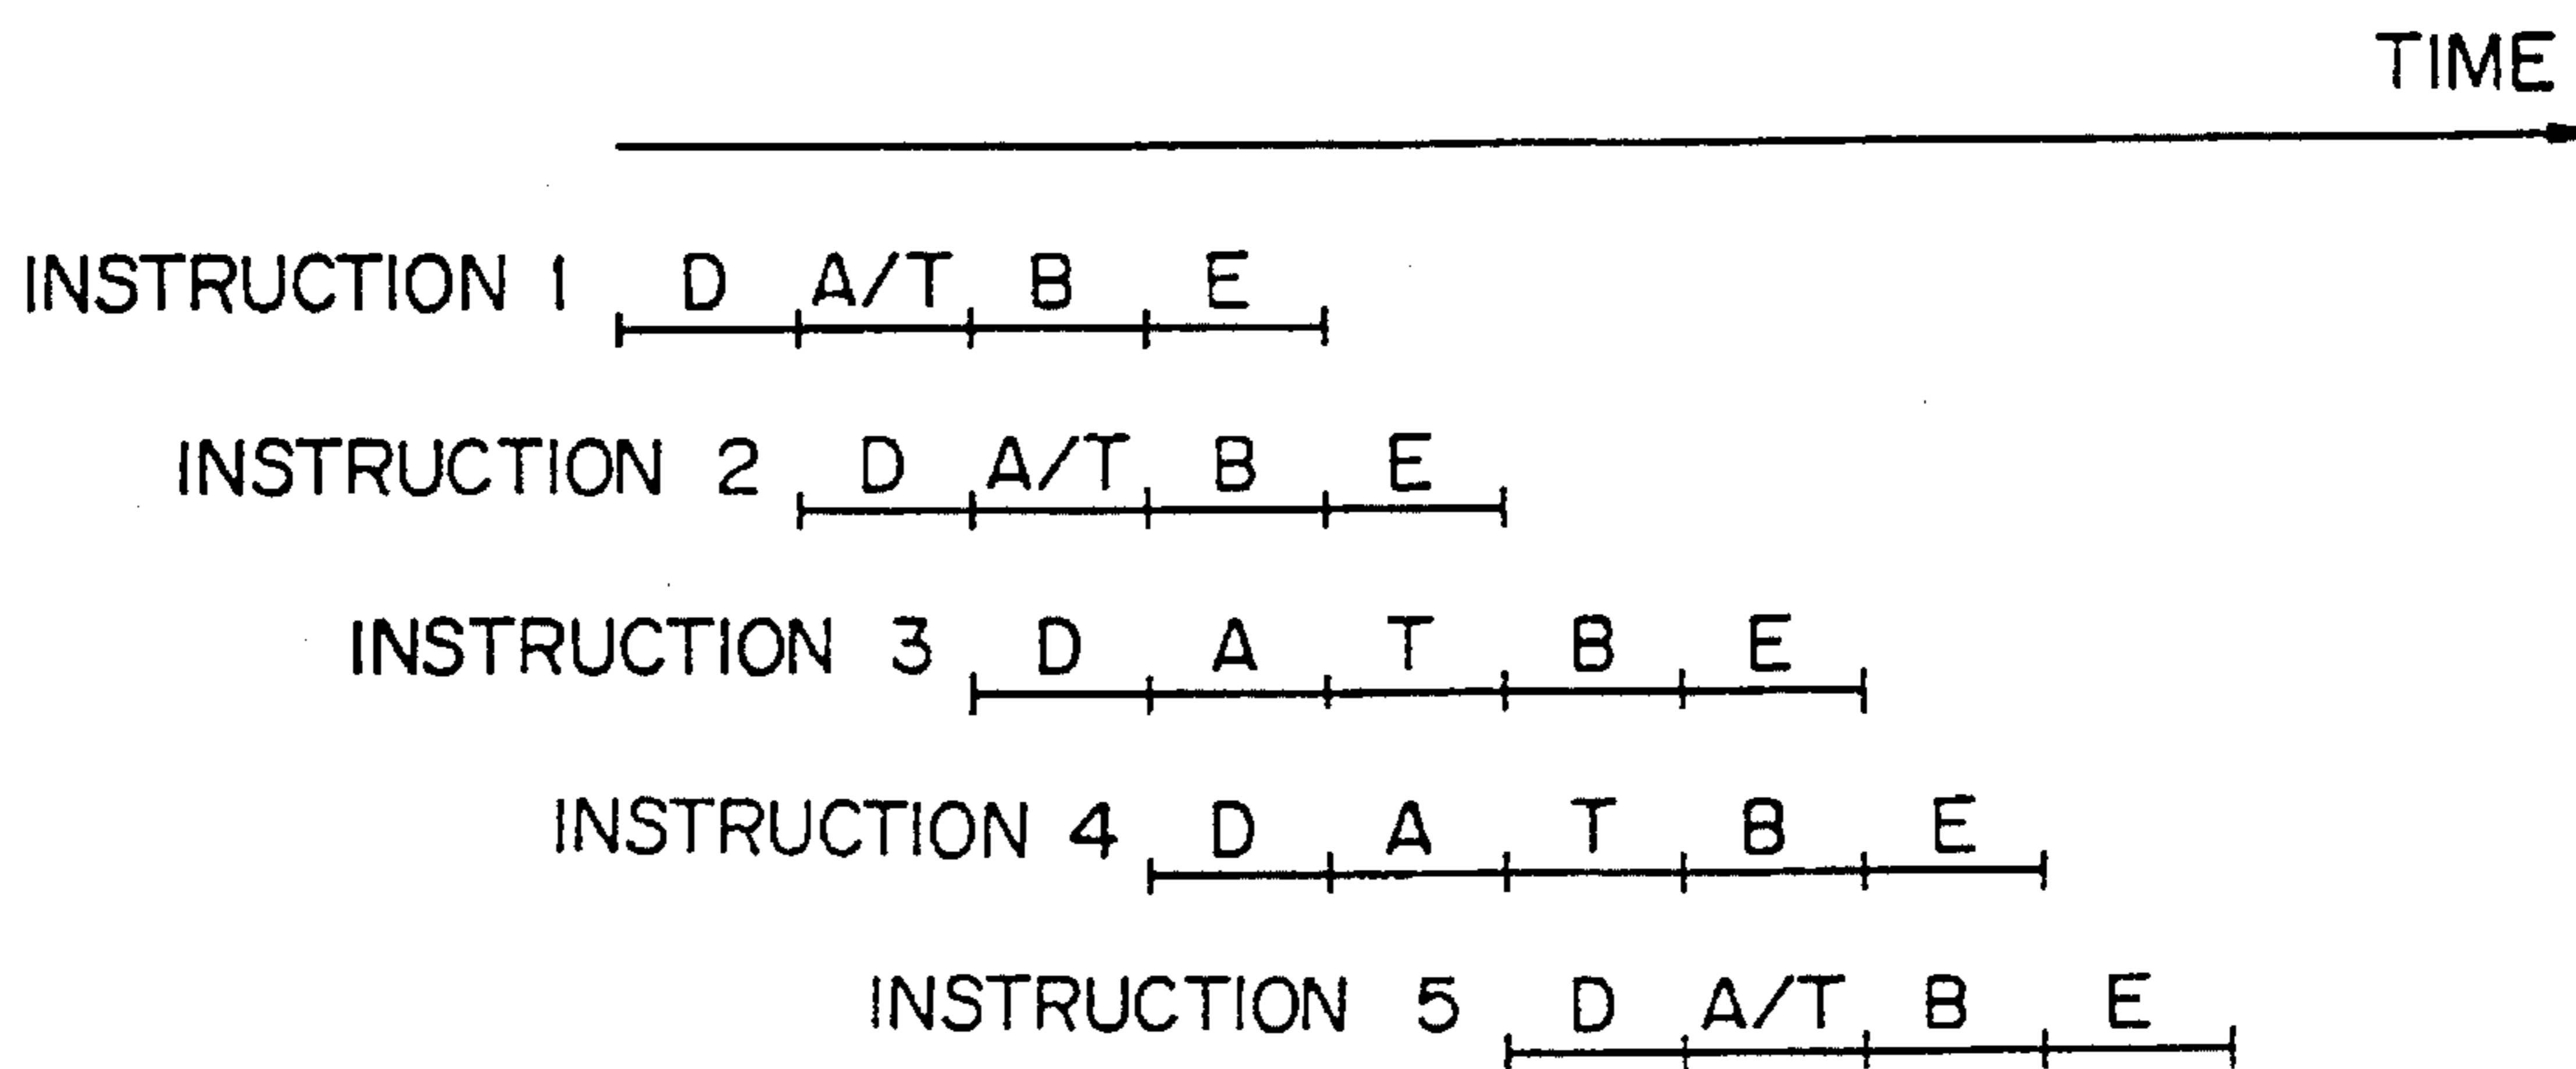 TIME
INSTRUCTION 1 D A/T B E
INSTRUCTION 2 D A/T B E
INSTRUCTION 3 D A T B E
INSTRUCTION 4 D A T B E
INSTRUCTION 5 D A/T B E